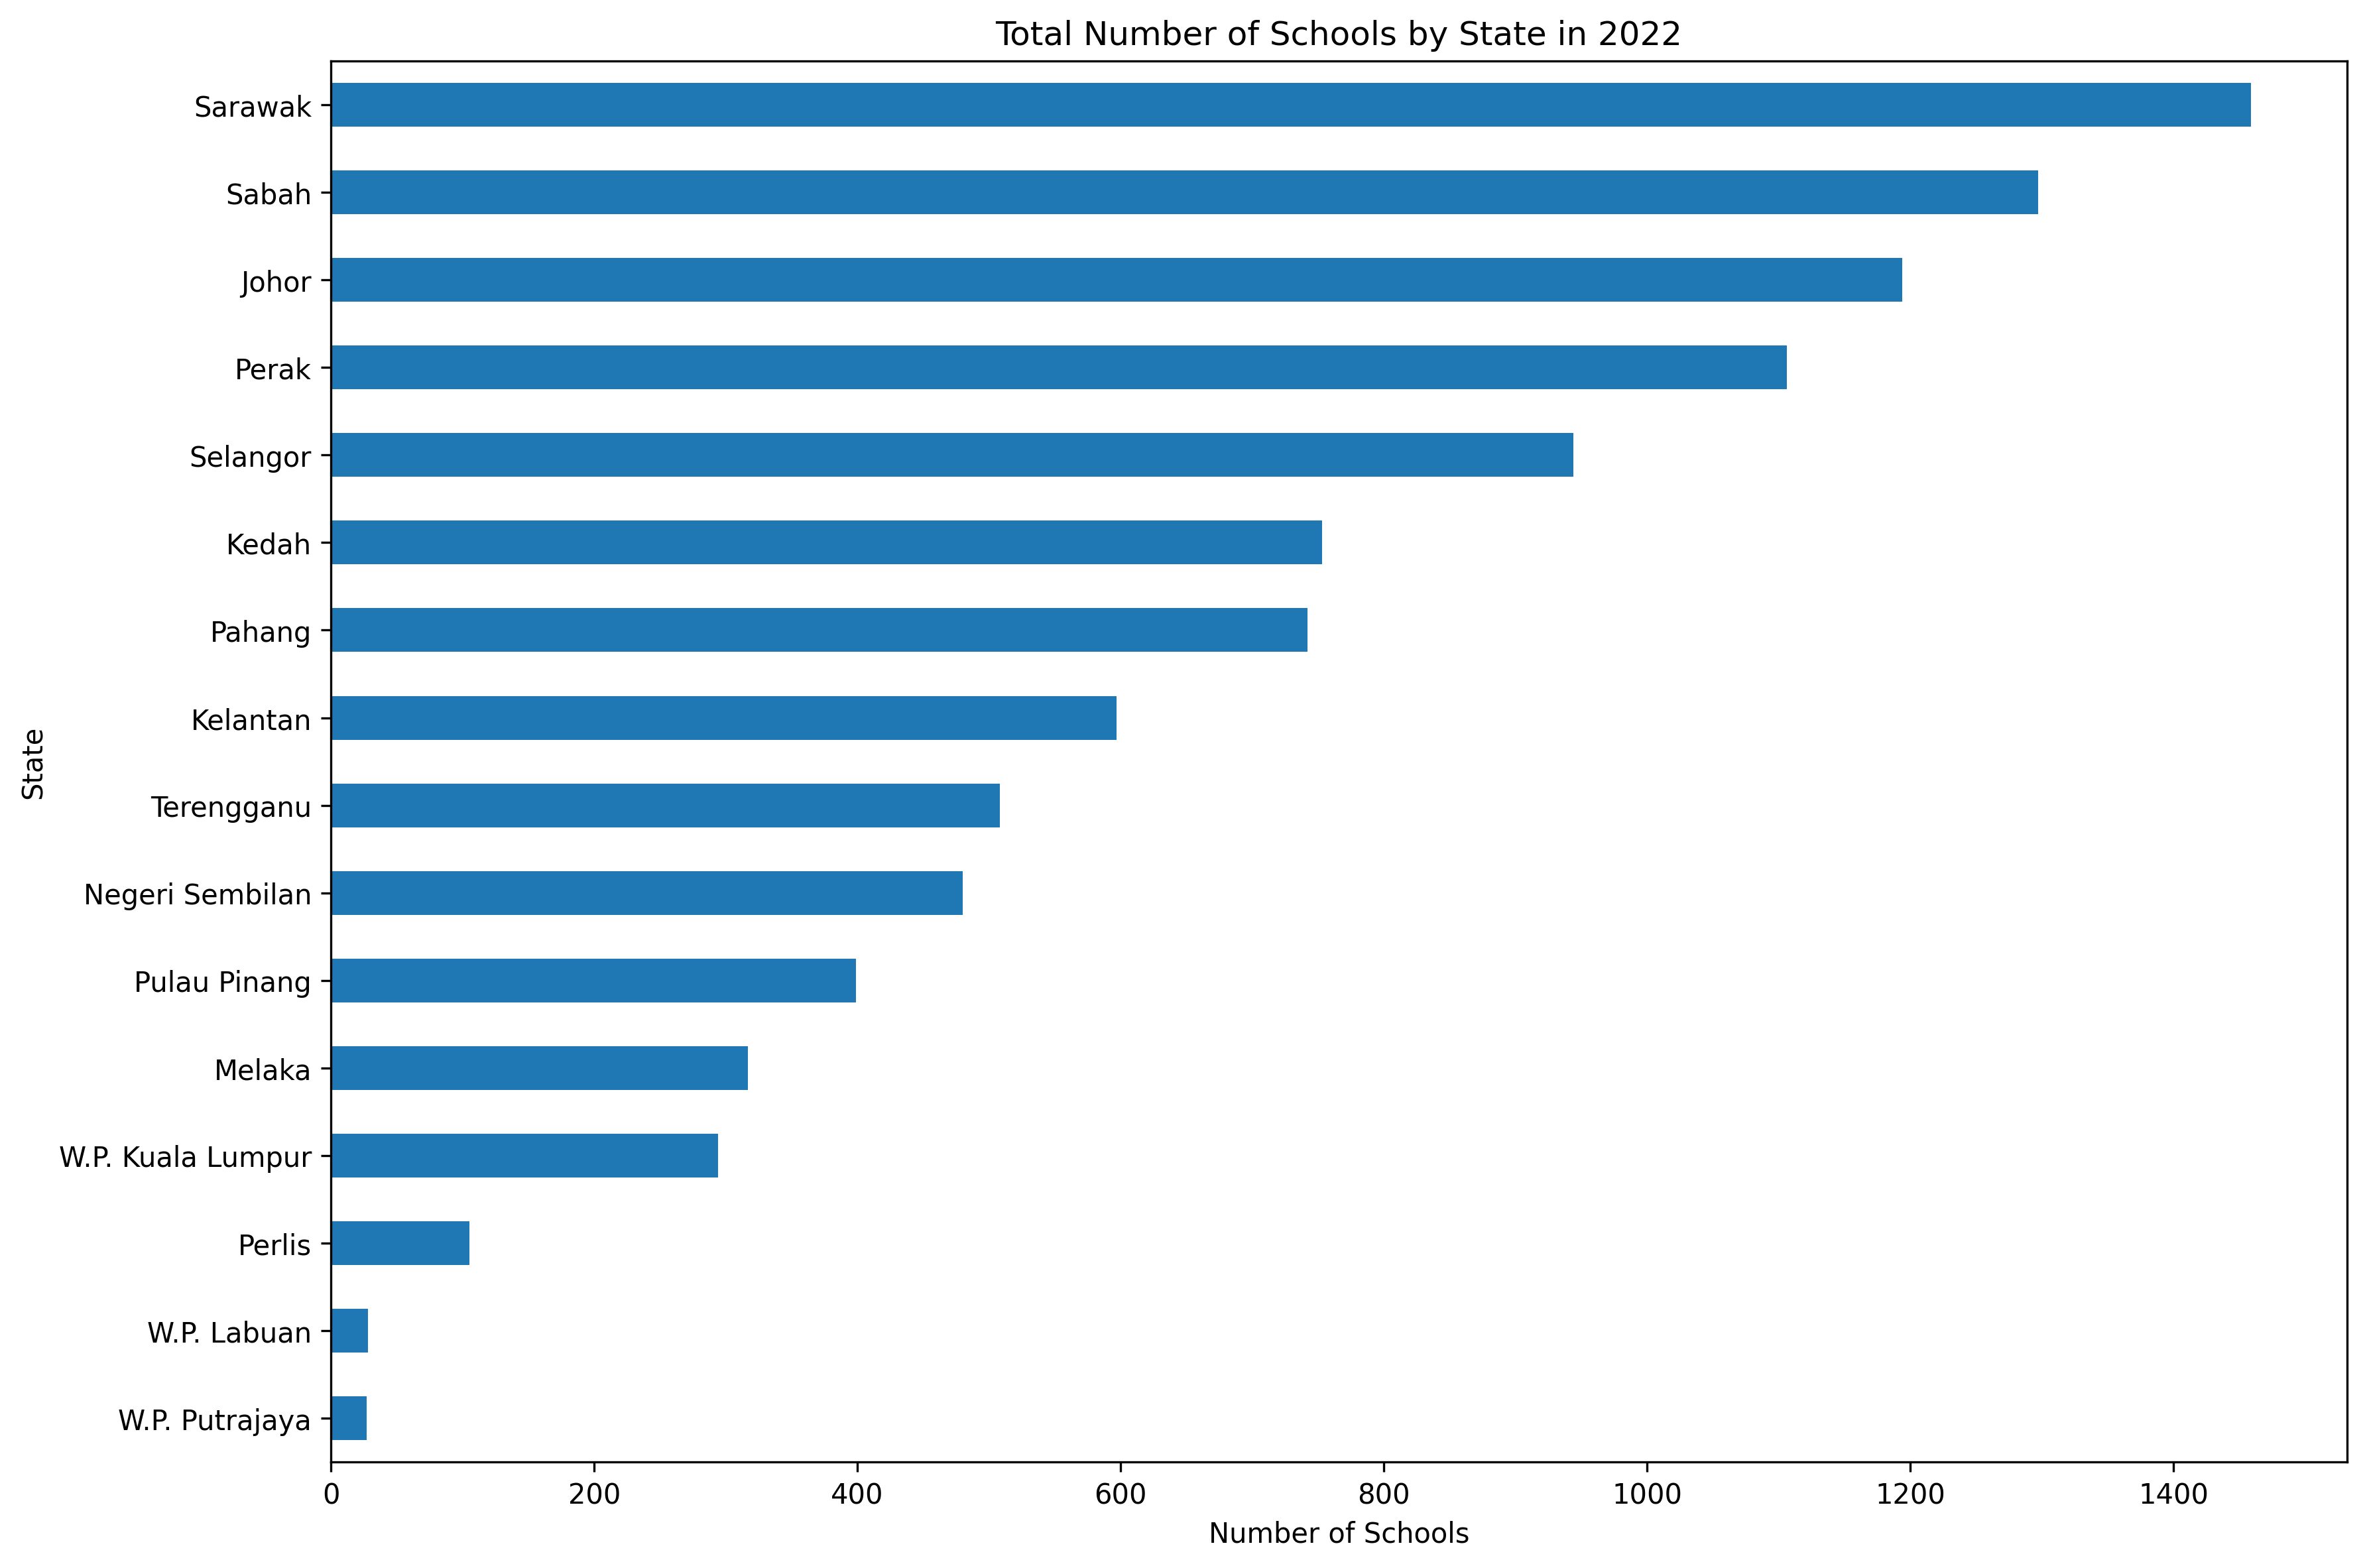 Total Number of Schools by State in 2022
Sarawak
Sabah
Johor
Perak
Selangor
Kedah
Pahang
Kelantan
Terengganu
Negeri Sembilan
Pulau Pinang
Melaka
W.P. Kuala Lumpur
Perlis
W.P. Labuan
W.P. Putrajaya
State
0 200 400 600 800 1000 1200 1400
Number of Schools